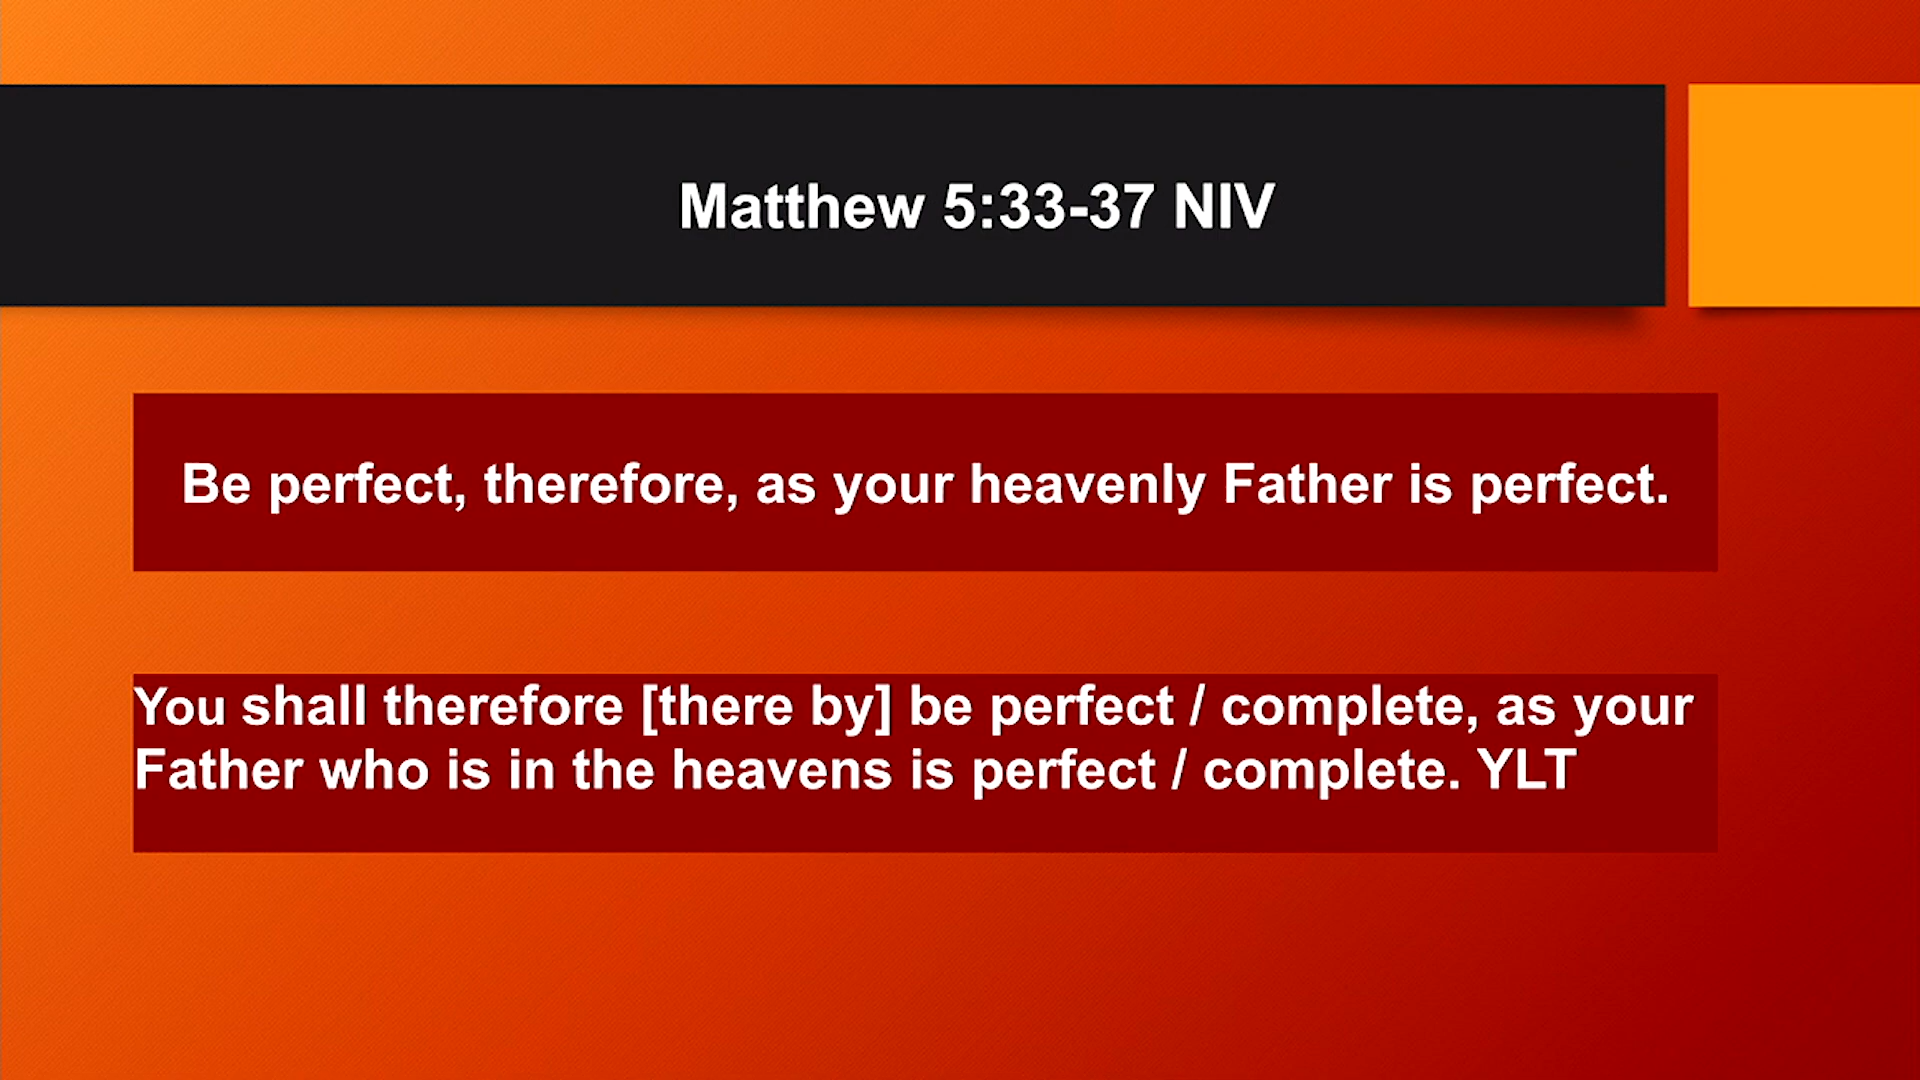 Matthew 5:33-37 NIV
Be perfect, therefore, as your heavenly Father is perfect.
You shall therefore [there by] be perfect / complete, as your
Father who is in the heavens is perfect / complete. YLT